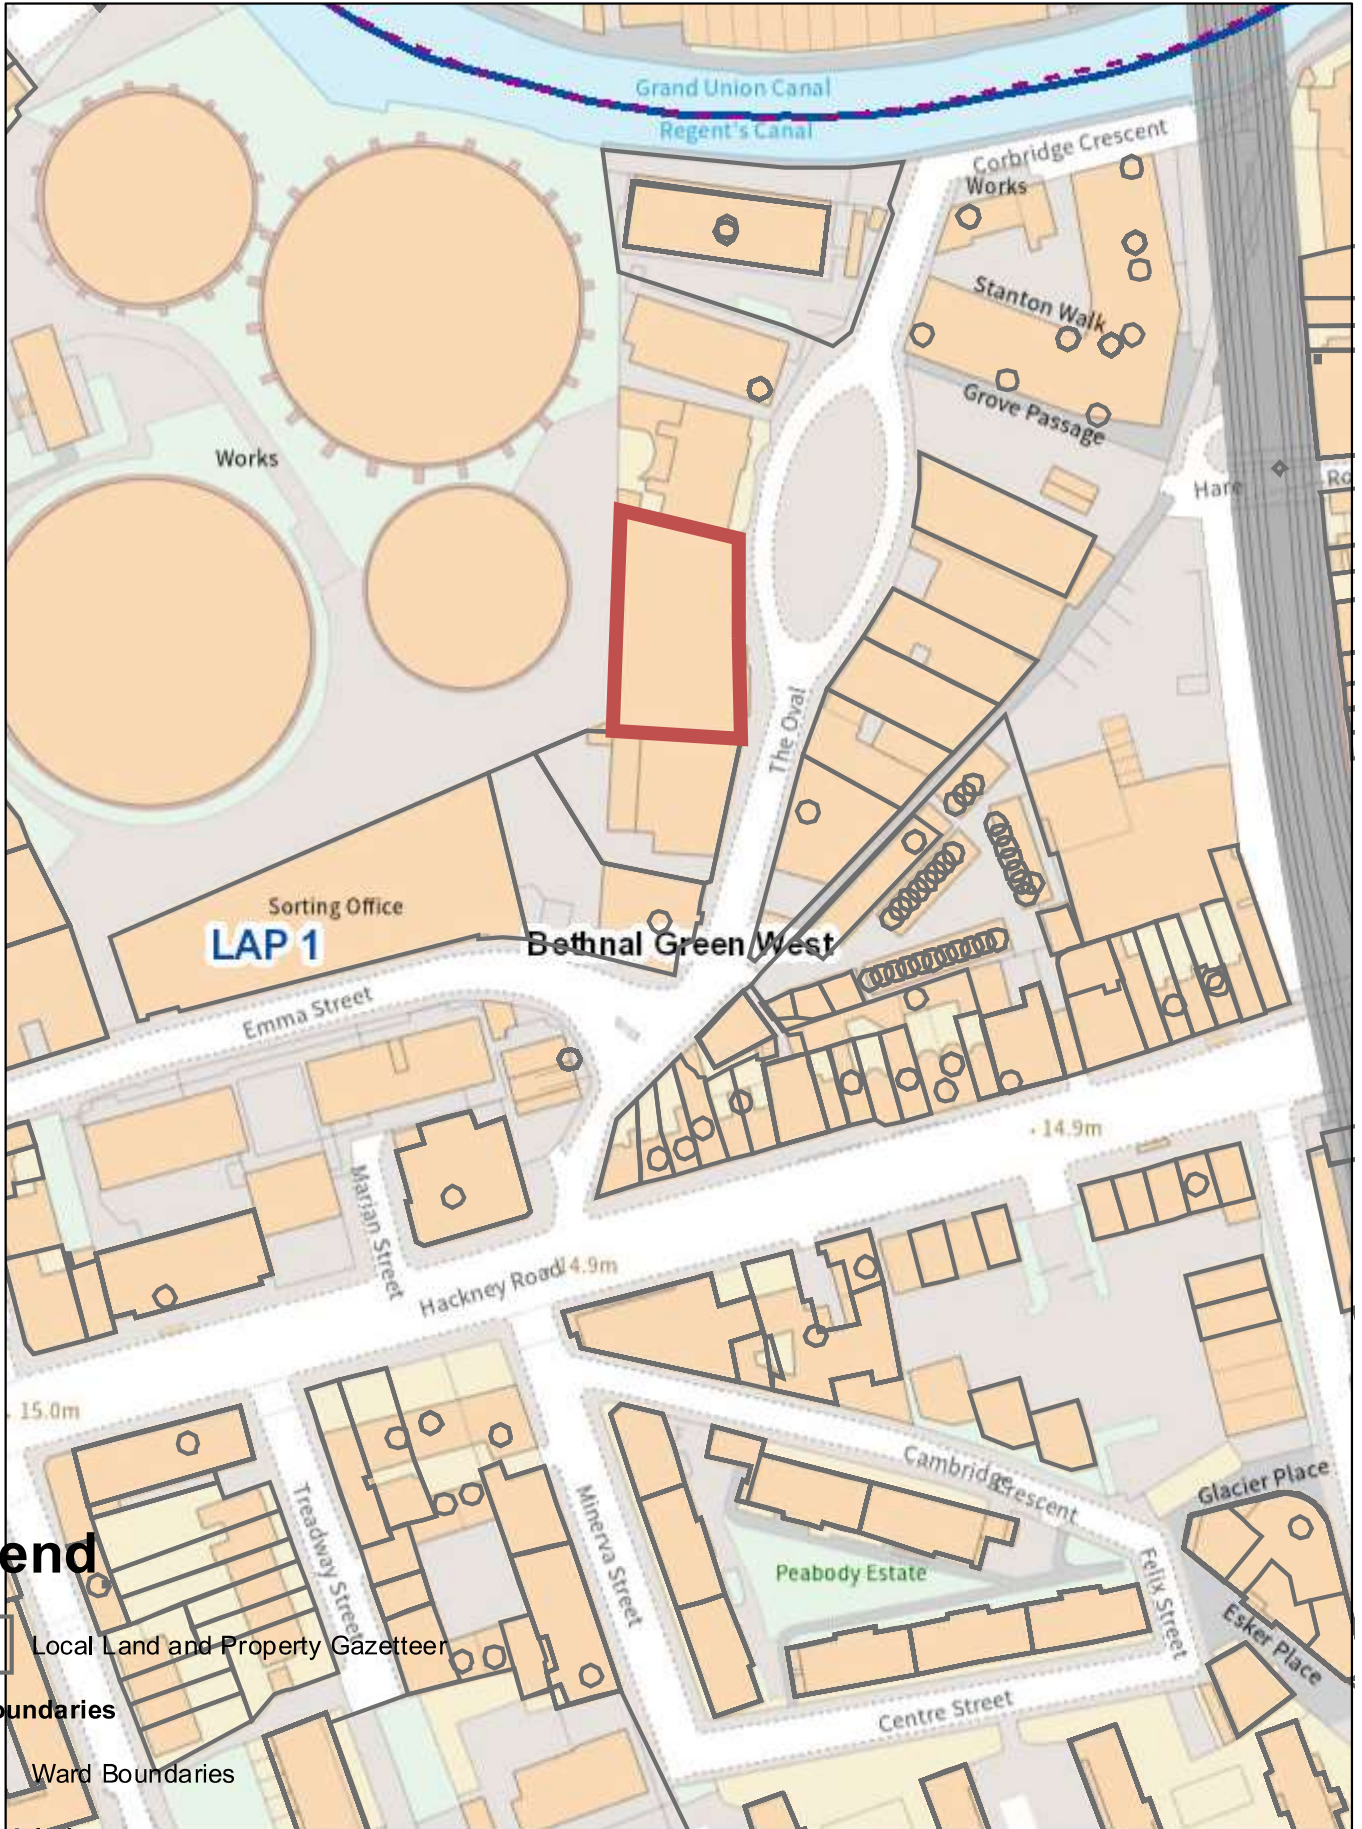 Grand Union Canal
Regent's Canal
Corbridge Crescent
Works
Stanton Walk
Grove Passage
Works
Hare
Ro
The Oval
Sorting Office
LAP 1
Bethnal Green West
Emma Street
14.9m
Marian Street
Hackney Road
14.9m
15.0m
Cambridge Crescent
Glacier Place
Treadway Street
Minerva Street
end
Peabody Estate
Felix Street
Esker Place
Local Land and Property Gazetteer
oundaries
Centre Street
Ward Boundaries